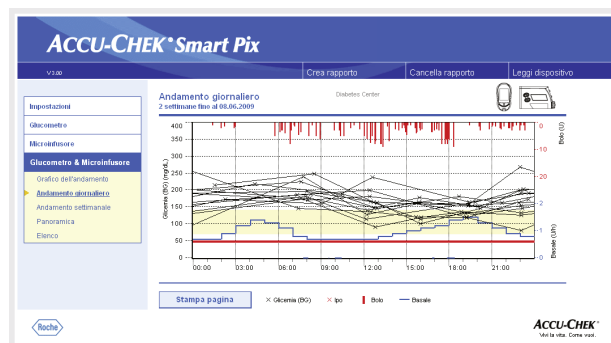 ACCU-CHEK® Smart Pix
V 3.00
Crea rapporto
Cancella rapporto
Leggi dispositivo
Impostazioni
Glucometro
Microinfusore
Glucometro & Microinfusore
Grafico dell'andamento
Andamento giornaliero
Andamento settimanale
Panoramica
Elenco
Andamento giornaliero
2 settimane fino al 08.06.2009
Diabetes Center
Glicemia (BG) (mg/dL)
400
350
300
250
200
150
100
50
0
0
10
20
2
1
0
Bolo (U)
Basale (U/h)
00:00 03:00 06:00 09:00 12:00 15:00 18:00 21:00
Stampa pagina
Glicemia (BG)
Ipo
Bolo
Basale
Roche
ACCU-CHEK®
Vivi la vita. Come vuoi.